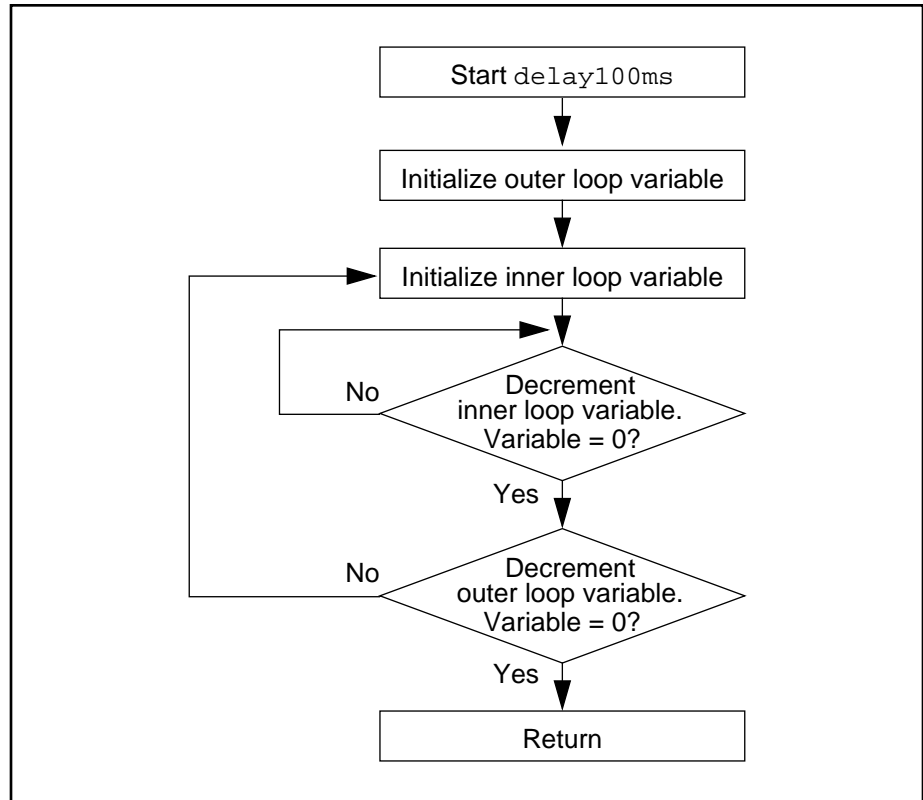 Start delay100ms
Initialize outer loop variable
Initialize inner loop variable
No
Decrement
inner loop variable.
Variable = 0?
Yes
No
Decrement
outer loop variable.
Variable = 0?
Yes
Return